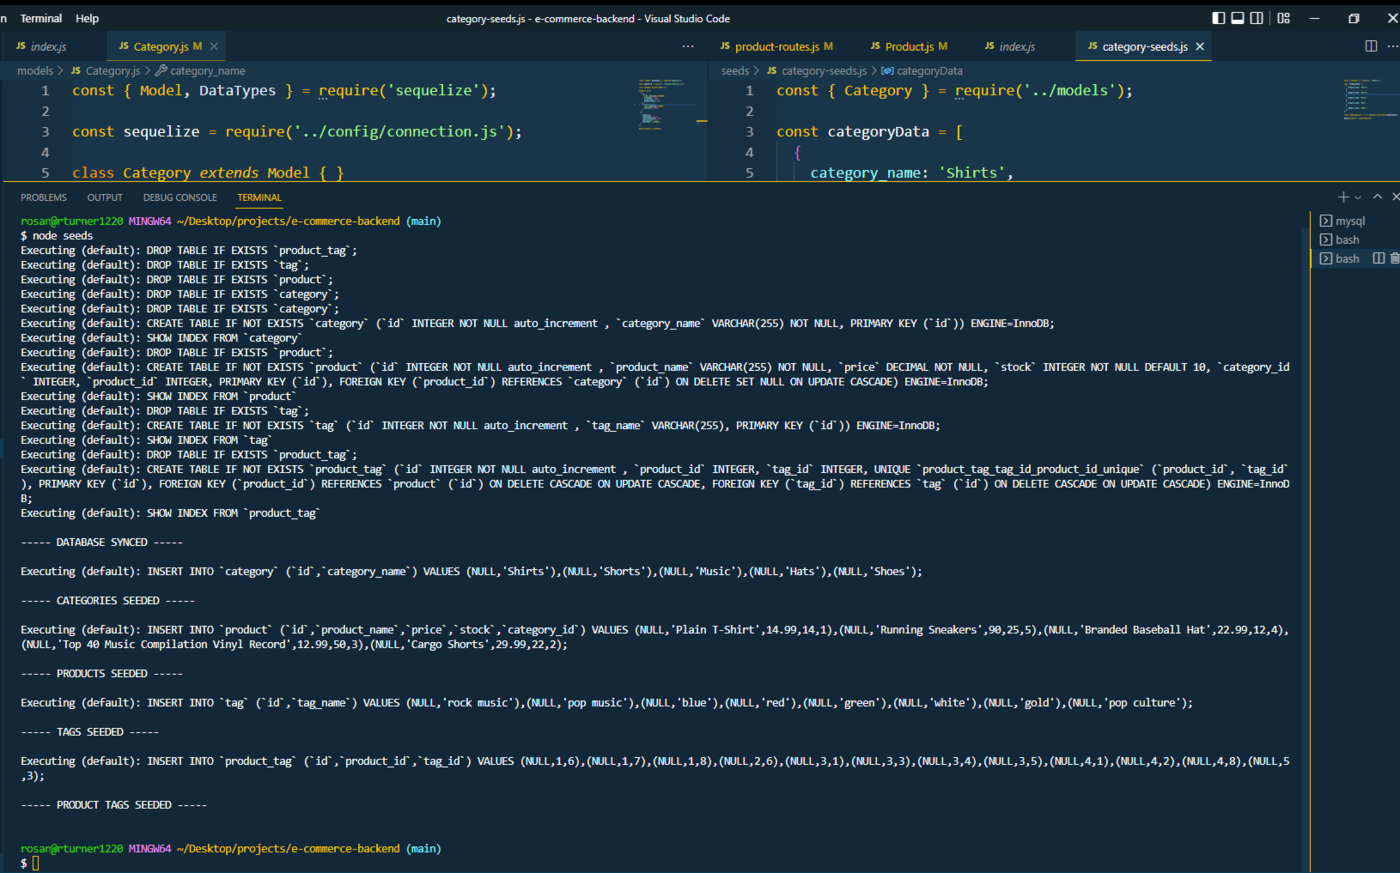 n Terminal Help category-seeds.js - e-commerce-backend - Visual Studio Code
JS index.js JS Category.js M ✕ ··· JS product-routes.js M JS Product.js M JS index.js JS category-seeds.js ✕ ···
models > JS Category.js > category_name
1 const { Model, DataTypes } = require('sequelize');
2
3 const sequelize = require('../config/connection.js');
4
5 class Category extends Model { }
seeds > JS category-seeds.js > categoryData
1 const { Category } = require('../models');
2
3 const categoryData = [
4 {
5 category_name: 'Shirts',
PROBLEMS OUTPUT DEBUG CONSOLE TERMINAL
mysql
bash
bash
rosan@rturner1220 MINGW64 ~/Desktop/projects/e-commerce-backend (main)
$ node seeds
Executing (default): DROP TABLE IF EXISTS `product_tag`;
Executing (default): DROP TABLE IF EXISTS `tag`;
Executing (default): DROP TABLE IF EXISTS `product`;
Executing (default): DROP TABLE IF EXISTS `category`;
Executing (default): DROP TABLE IF EXISTS `category`;
Executing (default): CREATE TABLE IF NOT EXISTS `category` (`id` INTEGER NOT NULL auto_increment , `category_name` VARCHAR(255) NOT NULL, PRIMARY KEY (`id`)) ENGINE=InnoDB;
Executing (default): SHOW INDEX FROM `category`
Executing (default): DROP TABLE IF EXISTS `product`;
Executing (default): CREATE TABLE IF NOT EXISTS `product` (`id` INTEGER NOT NULL auto_increment , `product_name` VARCHAR(255) NOT NULL, `price` DECIMAL NOT NULL, `stock` INTEGER NOT NULL DEFAULT 10, `category_id
` INTEGER, `product_id` INTEGER, PRIMARY KEY (`id`), FOREIGN KEY (`product_id`) REFERENCES `category` (`id`) ON DELETE SET NULL ON UPDATE CASCADE) ENGINE=InnoDB;
Executing (default): SHOW INDEX FROM `product`
Executing (default): DROP TABLE IF EXISTS `tag`;
Executing (default): CREATE TABLE IF NOT EXISTS `tag` (`id` INTEGER NOT NULL auto_increment , `tag_name` VARCHAR(255), PRIMARY KEY (`id`)) ENGINE=InnoDB;
Executing (default): SHOW INDEX FROM `tag`
Executing (default): DROP TABLE IF EXISTS `product_tag`;
Executing (default): CREATE TABLE IF NOT EXISTS `product_tag` (`id` INTEGER NOT NULL auto_increment , `product_id` INTEGER, `tag_id` INTEGER, UNIQUE `product_tag_tag_id_product_id_unique` (`product_id`, `tag_id`
), PRIMARY KEY (`id`), FOREIGN KEY (`product_id`) REFERENCES `product` (`id`) ON DELETE CASCADE ON UPDATE CASCADE, FOREIGN KEY (`tag_id`) REFERENCES `tag` (`id`) ON DELETE CASCADE ON UPDATE CASCADE) ENGINE=InnoD
B;
Executing (default): SHOW INDEX FROM `product_tag`
----- DATABASE SYNCED -----
Executing (default): INSERT INTO `category` (`id`,`category_name`) VALUES (NULL,'Shirts'),(NULL,'Shorts'),(NULL,'Music'),(NULL,'Hats'),(NULL,'Shoes');
----- CATEGORIES SEEDED -----
Executing (default): INSERT INTO `product` (`id`,`product_name`,`price`,`stock`,`category_id`) VALUES (NULL,'Plain T-Shirt',14.99,14,1),(NULL,'Running Sneakers',90,25,5),(NULL,'Branded Baseball Hat',22.99,12,4),
(NULL,'Top 40 Music Compilation Vinyl Record',12.99,50,3),(NULL,'Cargo Shorts',29.99,22,2);
----- PRODUCTS SEEDED -----
Executing (default): INSERT INTO `tag` (`id`,`tag_name`) VALUES (NULL,'rock music'),(NULL,'pop music'),(NULL,'blue'),(NULL,'red'),(NULL,'green'),(NULL,'white'),(NULL,'gold'),(NULL,'pop culture');
----- TAGS SEEDED -----
Executing (default): INSERT INTO `product_tag` (`id`,`product_id`,`tag_id`) VALUES (NULL,1,6),(NULL,1,7),(NULL,1,8),(NULL,2,6),(NULL,3,1),(NULL,3,3),(NULL,3,4),(NULL,3,5),(NULL,4,1),(NULL,4,2),(NULL,4,8),(NULL,5
,3);
----- PRODUCT TAGS SEEDED -----
rosan@rturner1220 MINGW64 ~/Desktop/projects/e-commerce-backend (main)
$